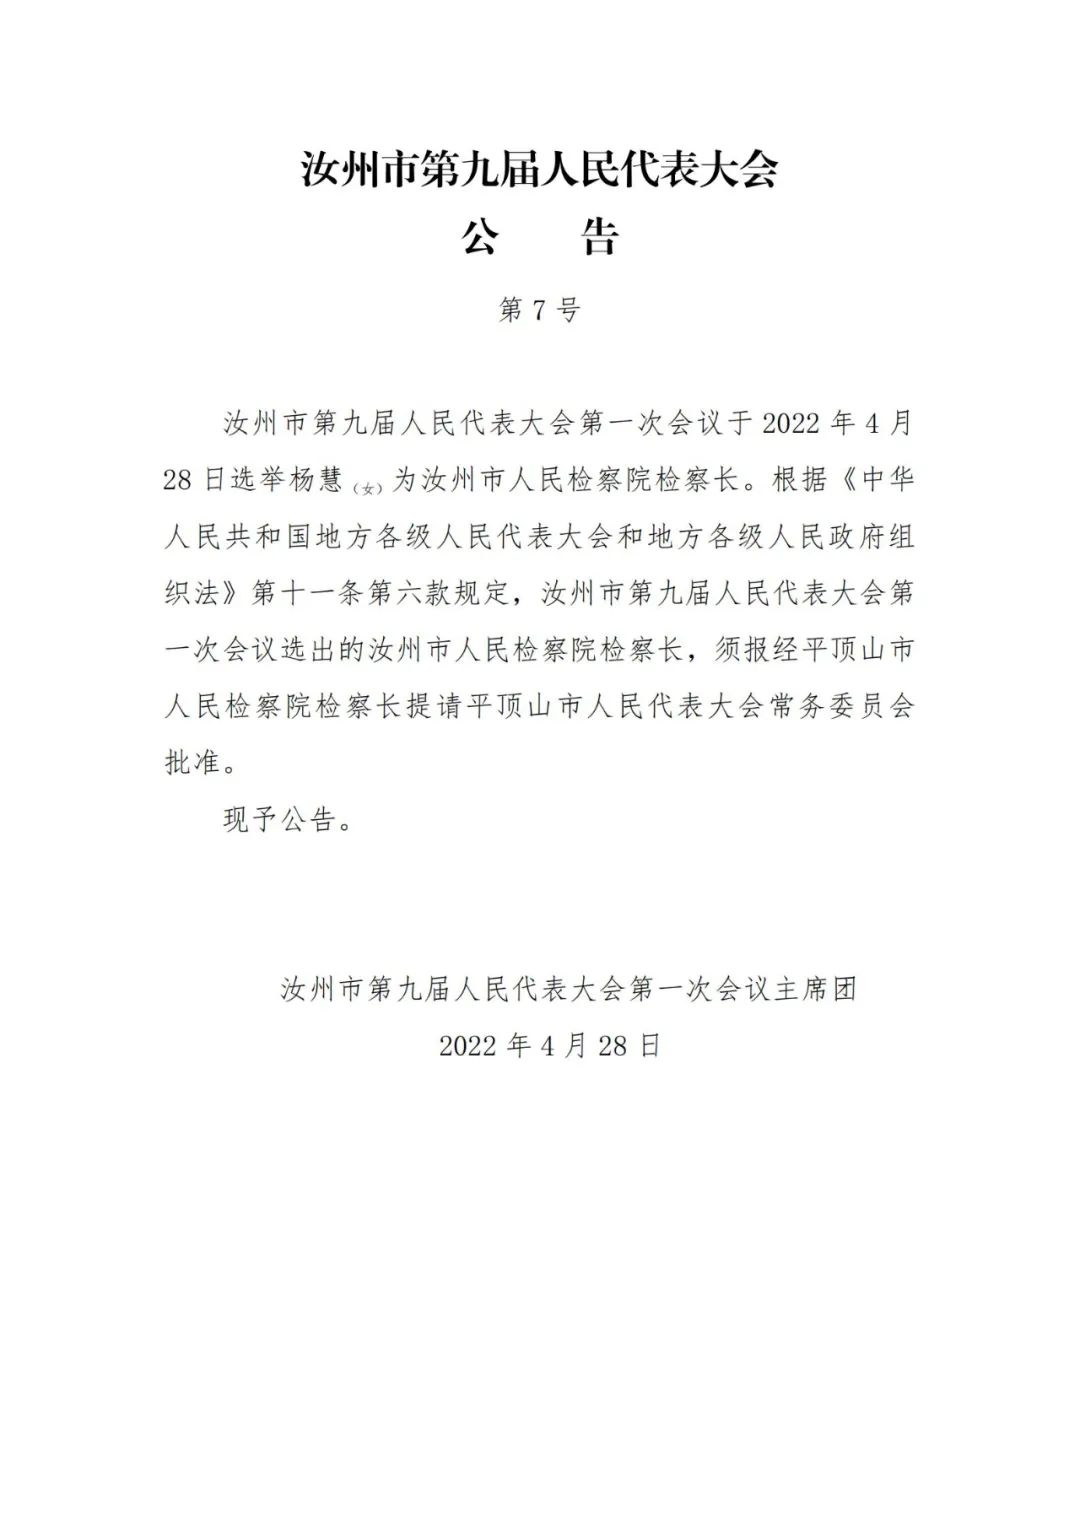 汝州市第九届人民代表大会
公 告
第 7 号
汝州市第九届人民代表大会第一次会议于 2022 年 4 月
28 日选举杨慧（女）为汝州市人民检察院检察长。根据《中华
人民共和国地方各级人民代表大会和地方各级人民政府组
织法》第十一条第六款规定，汝州市第九届人民代表大会第
一次会议选出的汝州市人民检察院检察长，须报经平顶山市
人民检察院检察长提请平顶山市人民代表大会常务委员会
批准。
现予公告。
汝州市第九届人民代表大会第一次会议主席团
2022 年 4 月 28 日